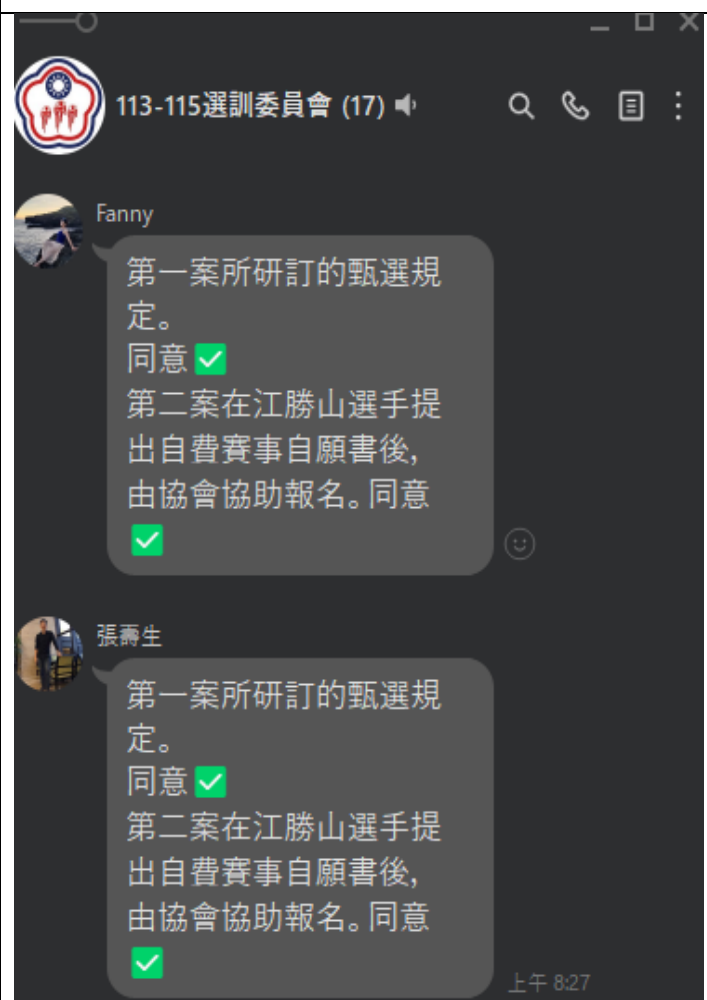 113-115選訓委員會 (17)
Fanny
第一案所研訂的甄選規
定。
同意✅
第二案在江勝山選手提
出自費賽事自願書後,
由協會協助報名。同意
✅
張壽生
第一案所研訂的甄選規
定。
同意✅
第二案在江勝山選手提
出自費賽事自願書後,
由協會協助報名。同意
✅
上午 8:27